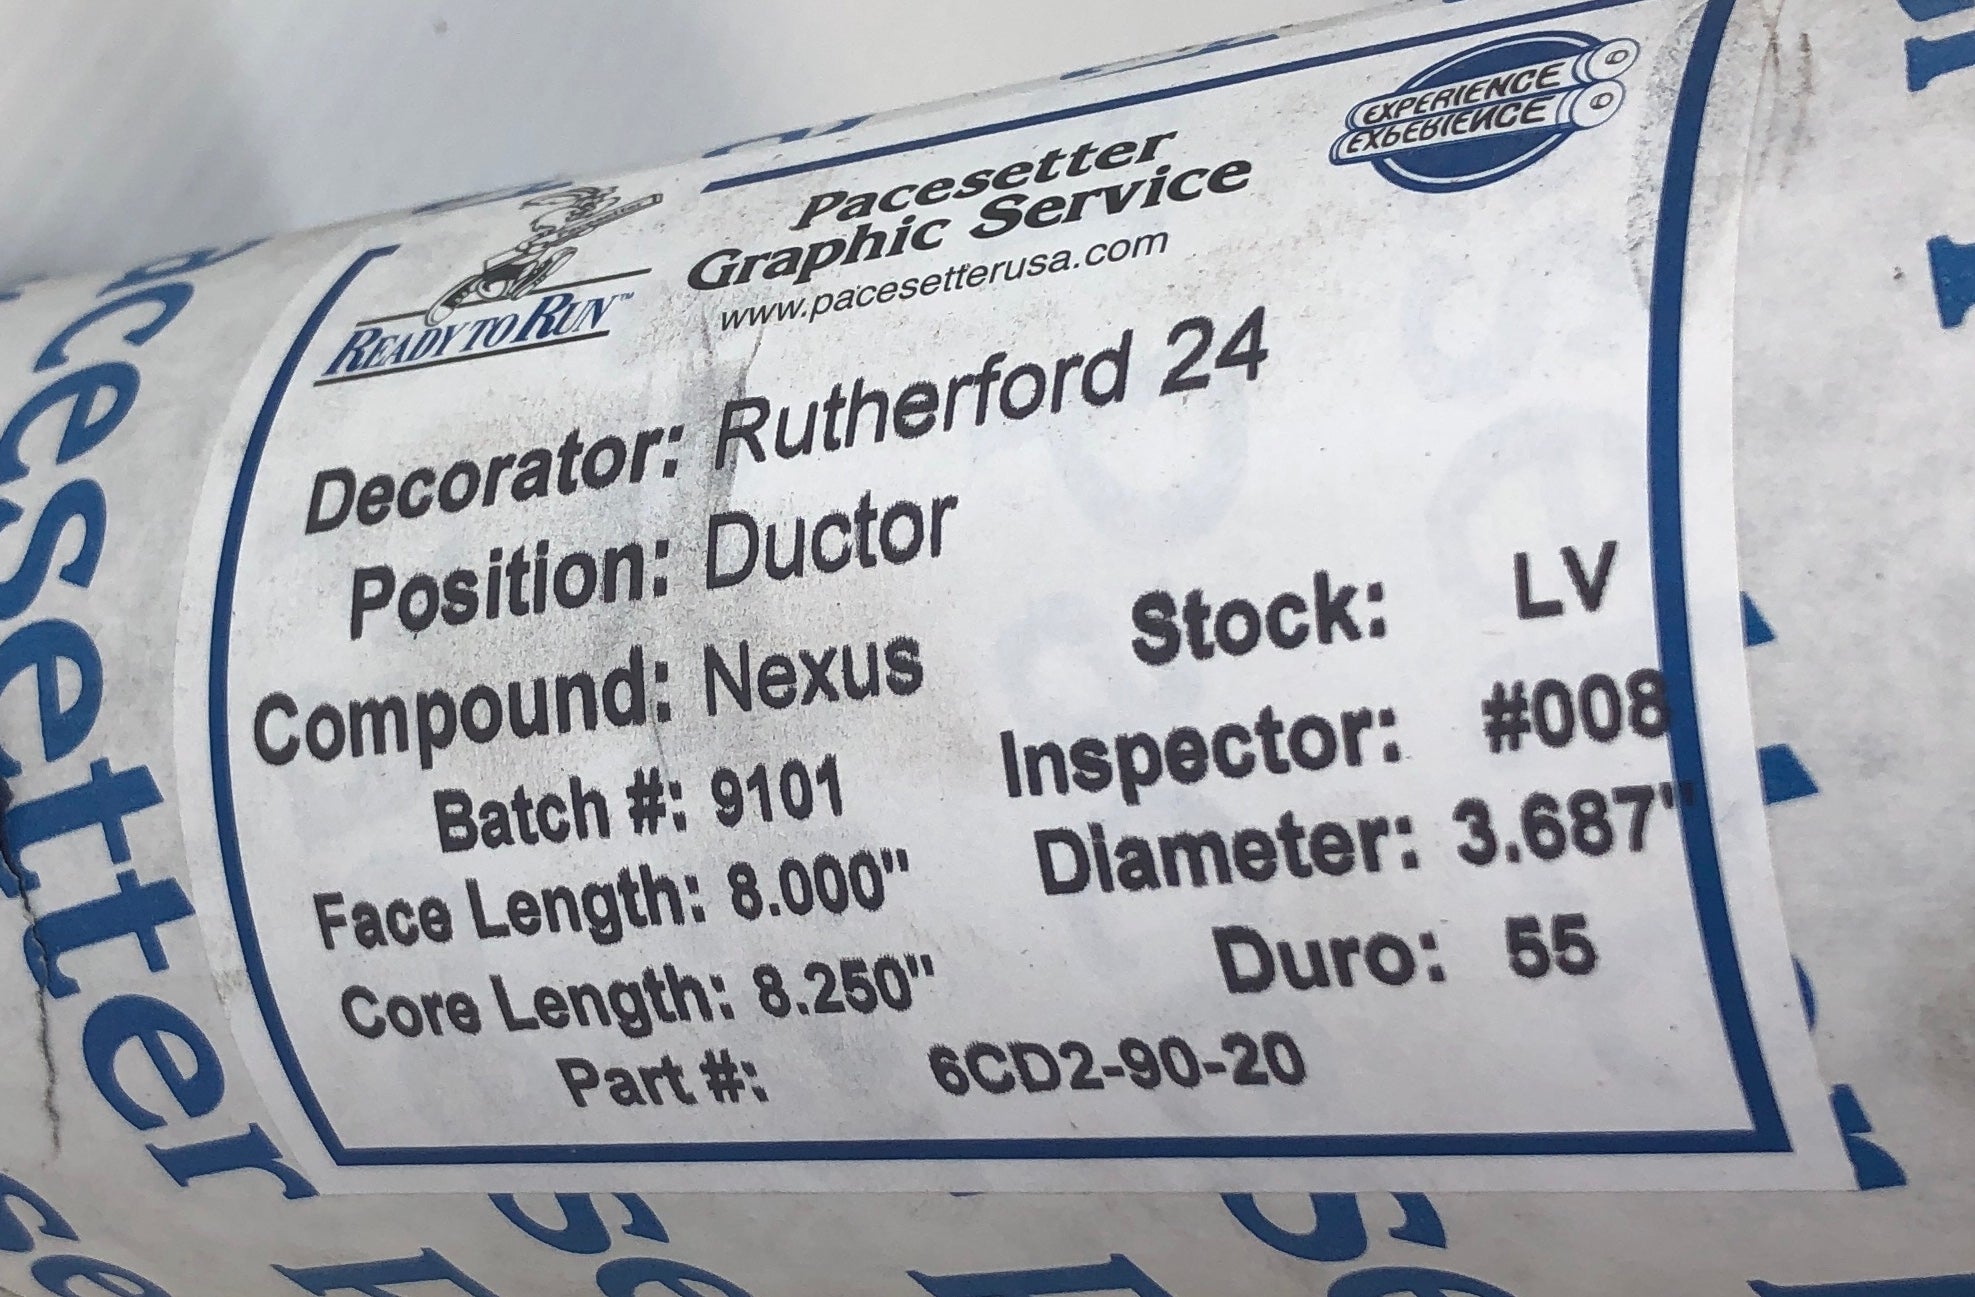 READY TO RUN™
Pacesetter
Graphic Service
www.pacesetterusa.com
EXPERIENCE
EXPERIENCE
Decorator: Rutherford 24
Position: Ductor
Compound: Nexus
Stock: LV
Batch #: 9101
Inspector: #008
Face Length: 8.000"
Diameter: 3.687"
Core Length: 8.250"
Duro: 55
Part #: 6CD2-90-20
acesetter